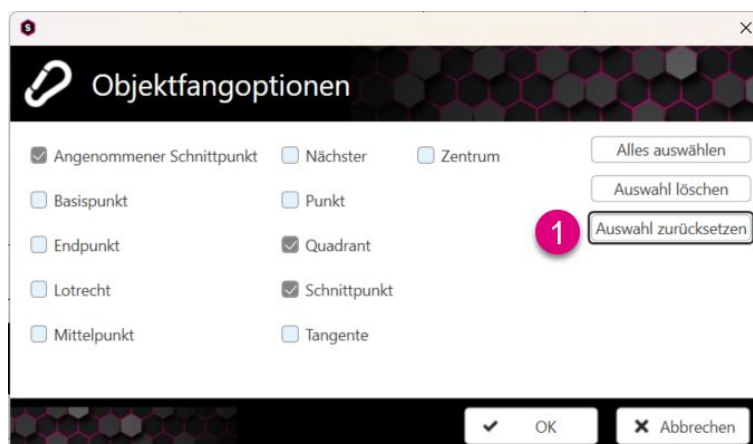 S
Objektfangoptionen
Angenommener Schnittpunkt
Nächster
Zentrum
Alles auswählen
Basispunkt
Punkt
Auswahl löschen
Endpunkt
Quadrant
1
Auswahl zurücksetzen
Lotrecht
Schnittpunkt
Mittelpunkt
Tangente
OK
Abbrechen